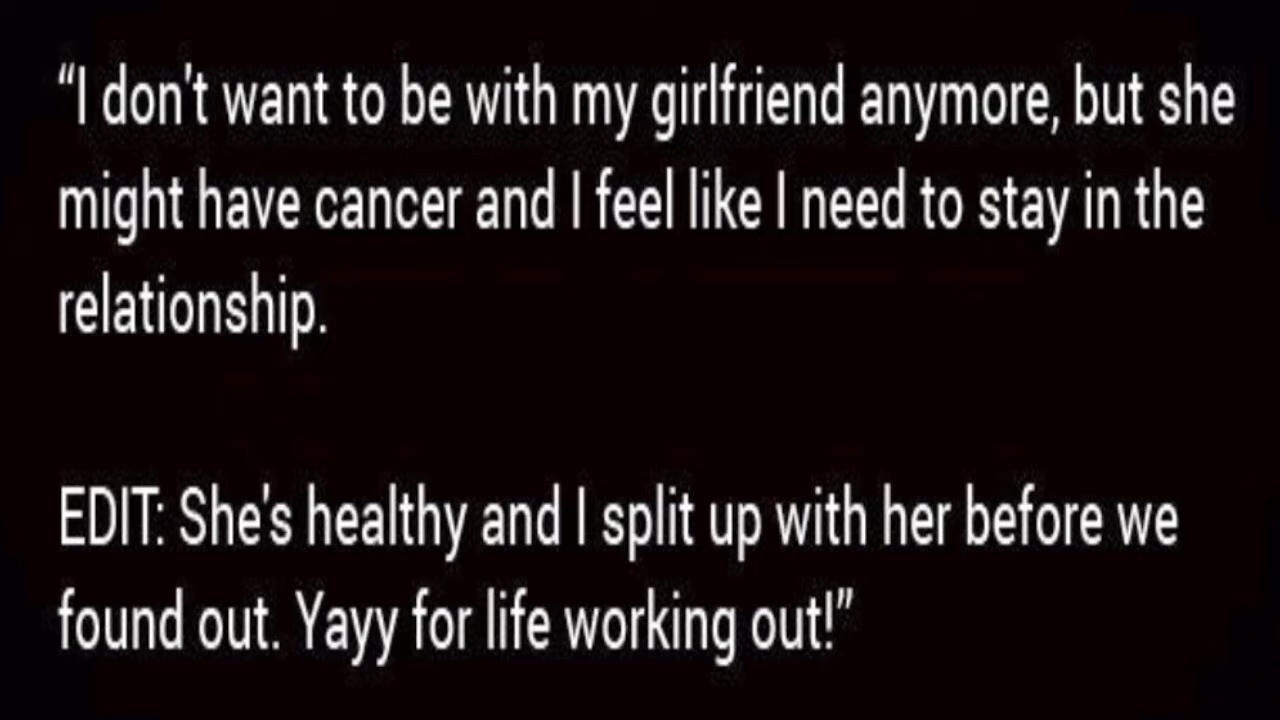 “I don't want to be with my girlfriend anymore, but she
might have cancer and I feel like I need to stay in the
relationship.
EDIT: She's healthy and I split up with her before we
found out. Yayy for life working out!”